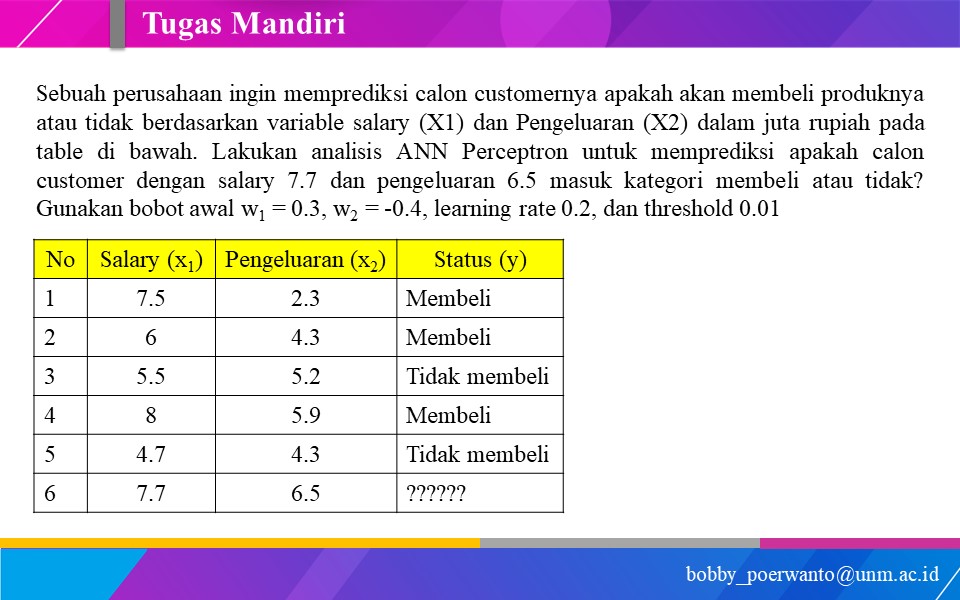 Tugas Mandiri
Sebuah perusahaan ingin memprediksi calon customernya apakah akan membeli produknya
atau tidak berdasarkan variable salary (X1) dan Pengeluaran (X2) dalam juta rupiah pada
table di bawah. Lakukan analisis ANN Perceptron untuk memprediksi apakah calon
customer dengan salary 7.7 dan pengeluaran 6.5 masuk kategori membeli atau tidak?
Gunakan bobot awal w₁ = 0.3, w₂ = -0.4, learning rate 0.2, dan threshold 0.01
No Salary (x₁) Pengeluaran (x₂) Status (y)
1 7.5 2.3 Membeli
2 6 4.3 Membeli
3 5.5 5.2 Tidak membeli
4 8 5.9 Membeli
5 4.7 4.3 Tidak membeli
6 7.7 6.5 ??????
bobby_poerwanto@unm.ac.id